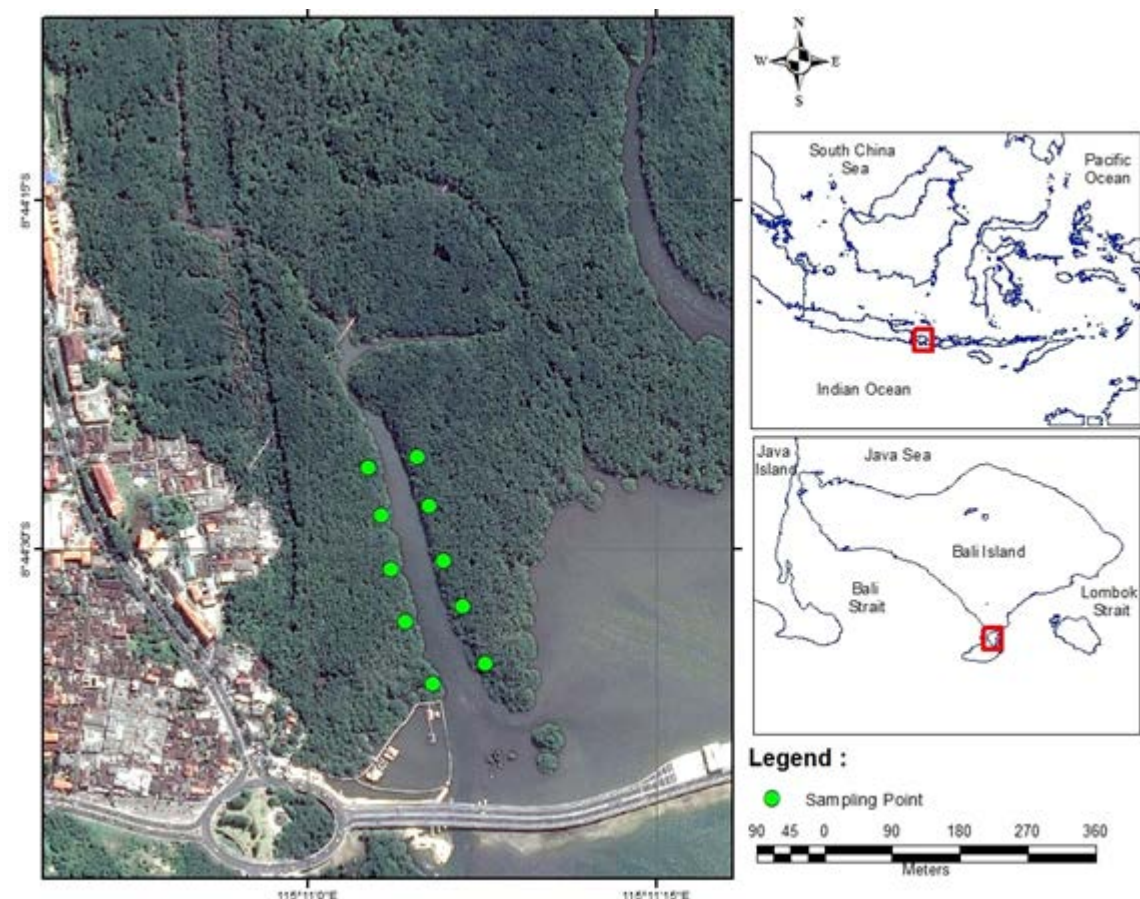 N
W E
S
South China
Sea
Pacific
Ocean
Indian Ocean
Java
Island
Java Sea
Bali Island
Bali
Strait
Lombok
Strait
8°44'15"S
8°44'30"S
115°11'0"E
115°11'15"E
Legend :
Sampling Point
90 45 0 90 180 270 360
Meters